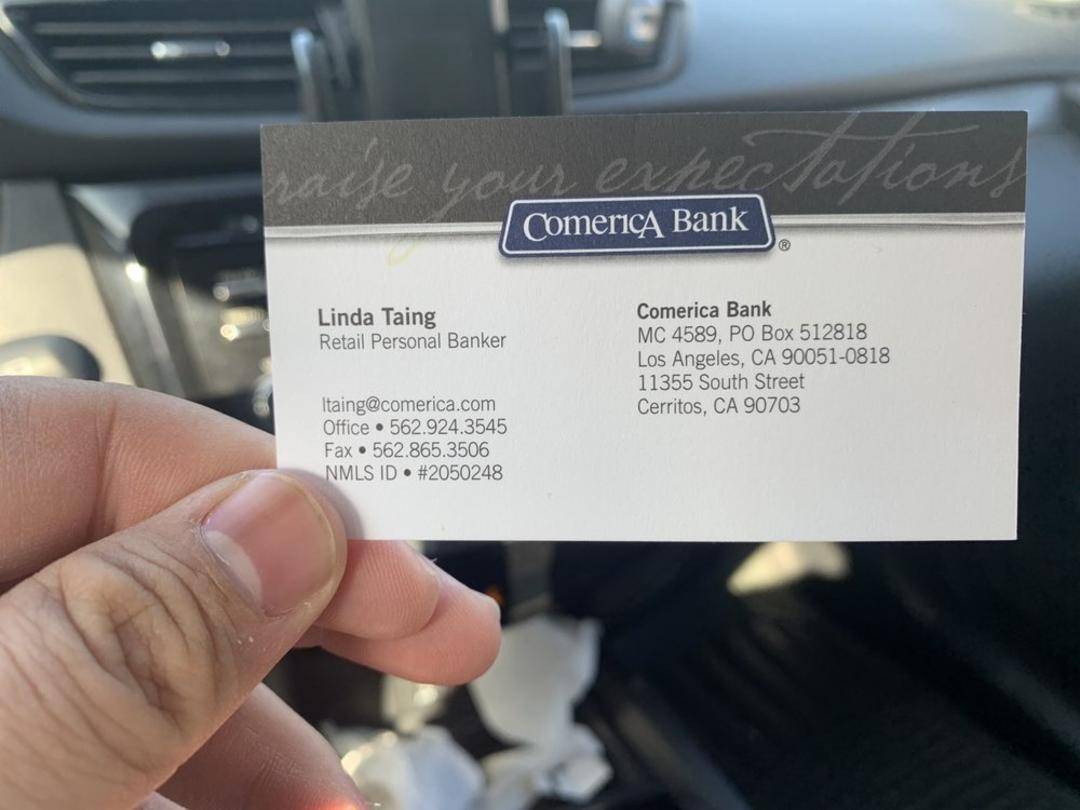 raise your expectations
ComericA Bank
®
Linda Taing
Retail Personal Banker
ltaing@comerica.com
Office • 562.924.3545
Fax • 562.865.3506
NMLS ID • #2050248
Comerica Bank
MC 4589, PO Box 512818
Los Angeles, CA 90051-0818
11355 South Street
Cerritos, CA 90703